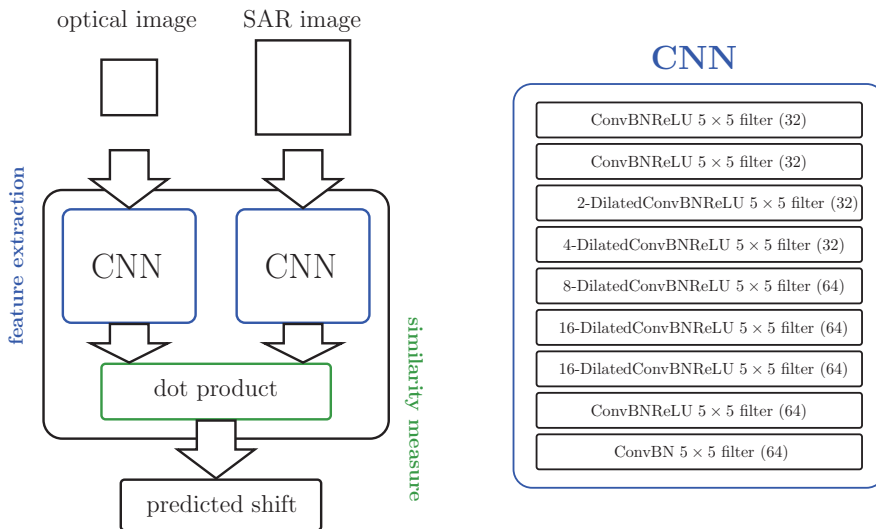 optical image
SAR image
feature extraction
CNN
CNN
dot product
similarity measure
predicted shift
CNN
ConvBNReLU 5 × 5 filter (32)
ConvBNReLU 5 × 5 filter (32)
2-DilatedConvBNReLU 5 × 5 filter (32)
4-DilatedConvBNReLU 5 × 5 filter (32)
8-DilatedConvBNReLU 5 × 5 filter (64)
16-DilatedConvBNReLU 5 × 5 filter (64)
16-DilatedConvBNReLU 5 × 5 filter (64)
ConvBNReLU 5 × 5 filter (64)
ConvBN 5 × 5 filter (64)